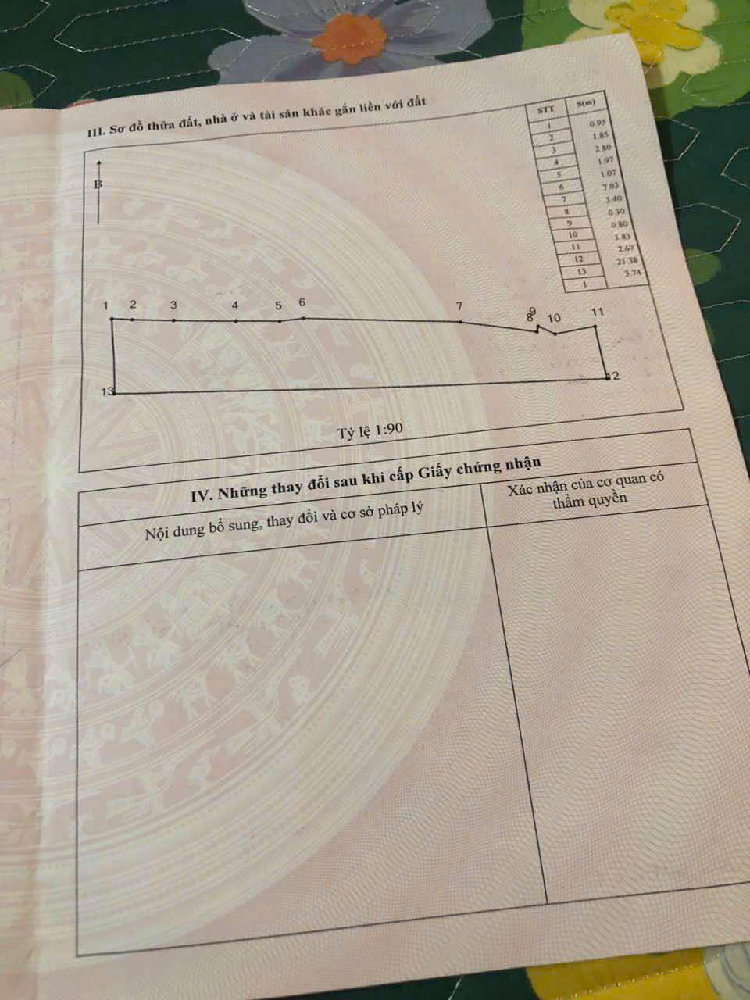 III. Sơ đồ thửa đất, nhà ở và tài sản khác gắn liền với đất
STT S(m)
1 0.95
2 1.85
3 2.80
4 1.97
5 1.07
6 7.03
7 3.40
8 0.30
9 0.80
10 1.83
11 2.67
12 21.38
13 3.74
1
B
1 2 3 4 5 6 7 8 9 10 11
13 12
Tỷ lệ 1:90
IV. Những thay đổi sau khi cấp Giấy chứng nhận
Nội dung bổ sung, thay đổi và cơ sở pháp lý
Xác nhận của cơ quan có
thẩm quyền